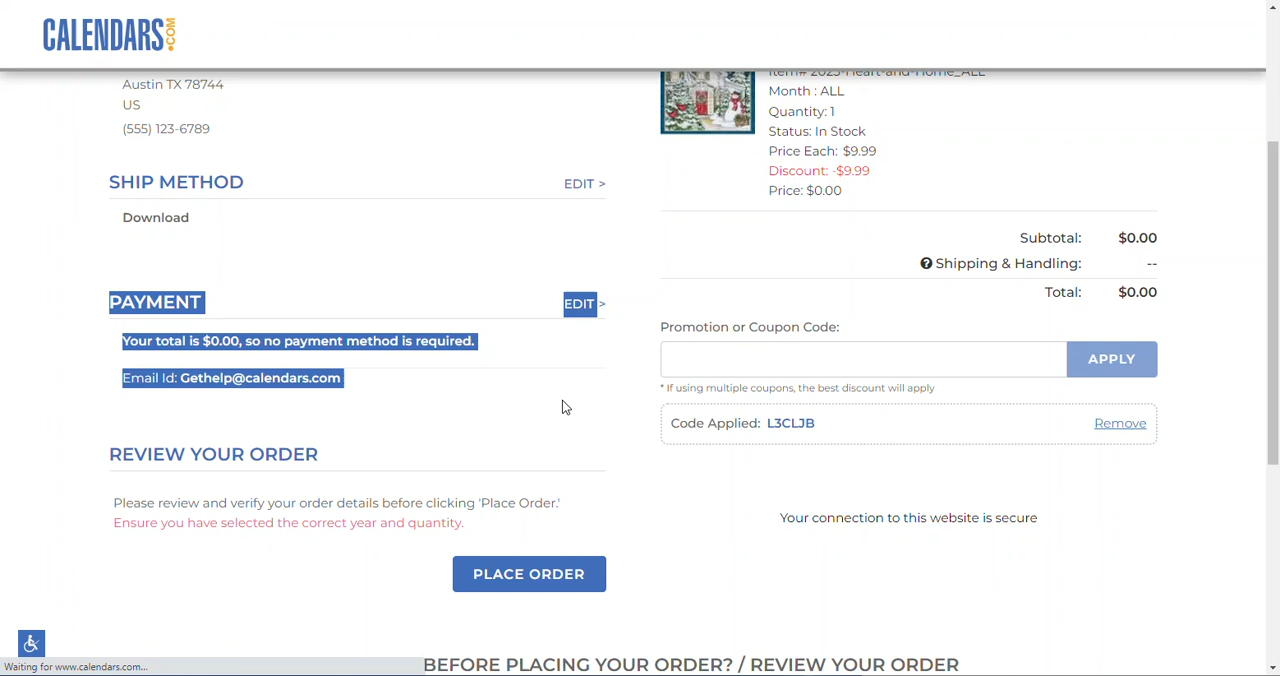 CALENDARS.COM
Austin TX 78744
US
(555) 123-6789
SHIP METHOD
EDIT >
Download
PAYMENT
EDIT >
Your total is $0.00, so no payment method is required.
Email Id: Gethelp@calendars.com
REVIEW YOUR ORDER
Please review and verify your order details before clicking 'Place Order.'
Ensure you have selected the correct year and quantity.
PLACE ORDER
Item# 2023-Heart-and-Home_ALL
Month : ALL
Quantity: 1
Status: In Stock
Price Each: $9.99
Discount: -$9.99
Price: $0.00
Subtotal: $0.00
Shipping & Handling: --
Total: $0.00
Promotion or Coupon Code:
APPLY
* If using multiple coupons, the best discount will apply
Code Applied: L3CLJB
Remove
Your connection to this website is secure
Waiting for www.calendars.com...
BEFORE PLACING YOUR ORDER? / REVIEW YOUR ORDER